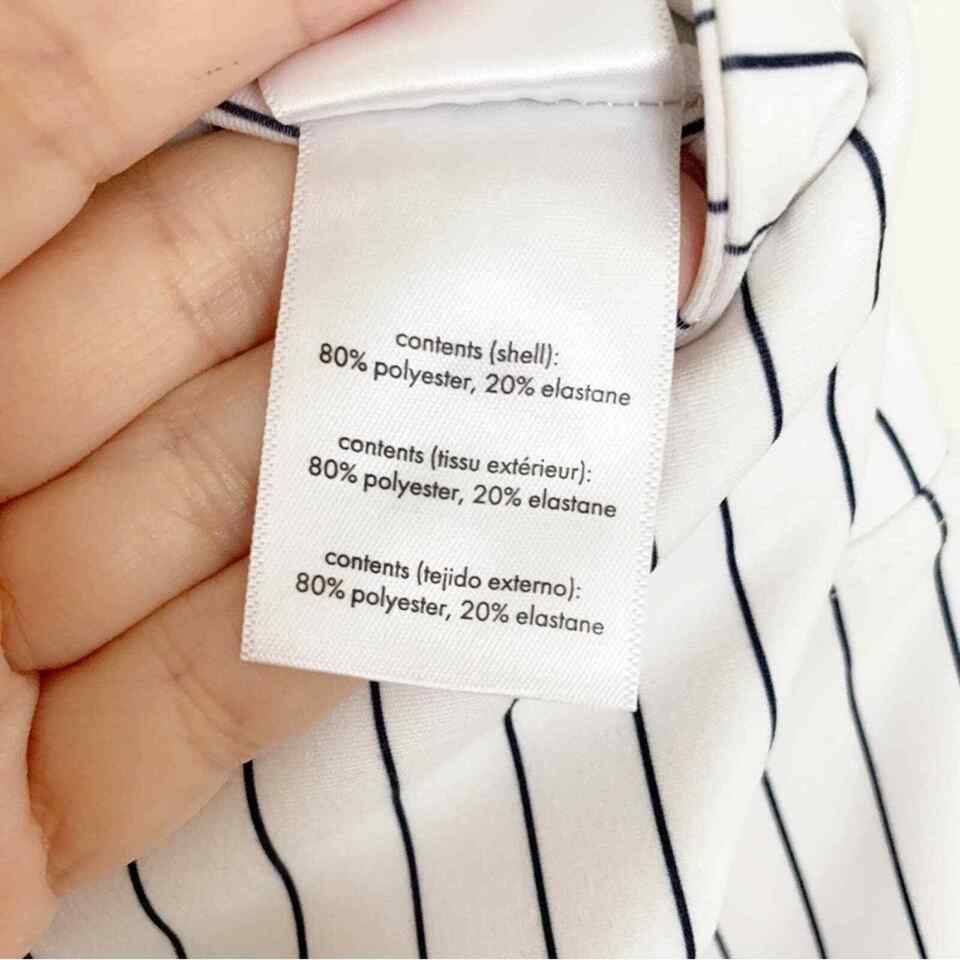 contents (shell):
80% polyester, 20% elastane
contents (tissu extérieur):
80% polyester, 20% elastane
contents (tejido externo):
80% polyester, 20% elastane